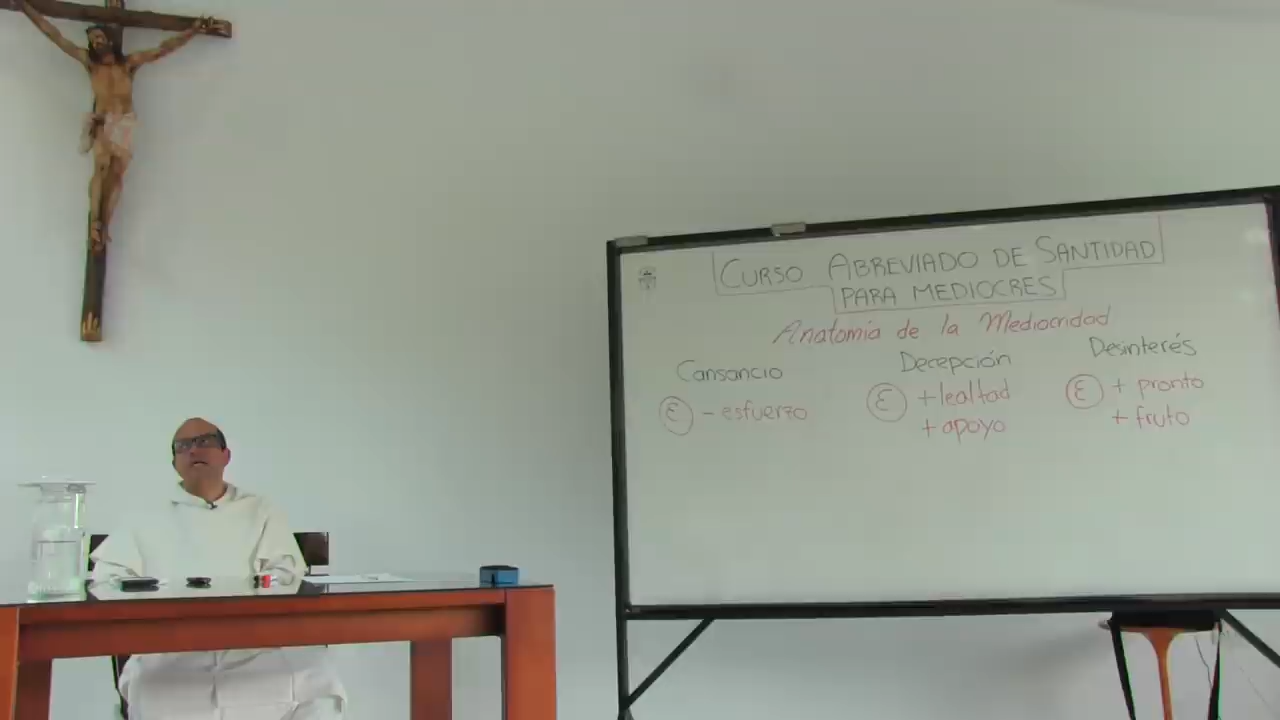 CURSO ABREVIADO DE SANTIDAD
PARA MEDIOCRES
Anatomía de la Mediocridad
Cansancio
Ɛ - esfuerzo
Decepción
Ɛ + lealtad
+ apoyo
Desinterés
Ɛ + pronto
+ fruto